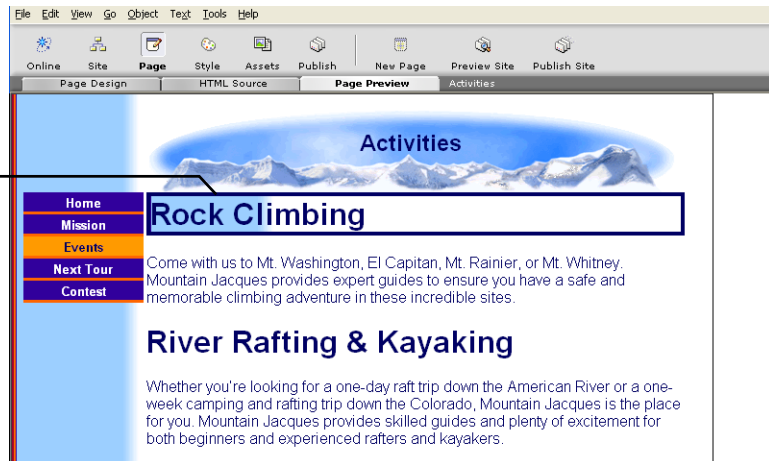 File Edit View Go Object Text Tools Help
Online Site Page Style Assets Publish New Page Preview Site Publish Site
Page Design HTML Source Page Preview Activities
Activities
Home
Mission
Events
Next Tour
Contest
Rock Climbing
Come with us to Mt. Washington, El Capitan, Mt. Rainier, or Mt. Whitney.
Mountain Jacques provides expert guides to ensure you have a safe and
memorable climbing adventure in these incredible sites.
River Rafting & Kayaking
Whether you're looking for a one-day raft trip down the American River or a one-
week camping and rafting trip down the Colorado, Mountain Jacques is the place
for you. Mountain Jacques provides skilled guides and plenty of excitement for
both beginners and experienced rafters and kayakers.